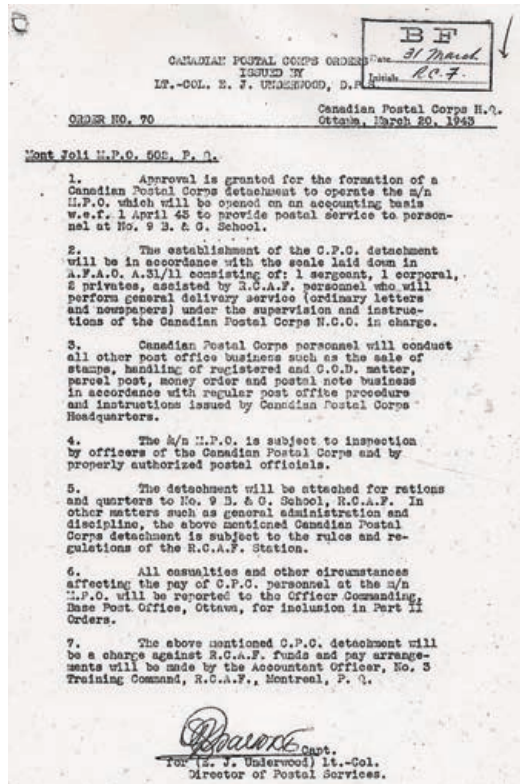 B F
Date 31 March
Initials R.C.F.
CANADIAN POSTAL CORPS ORDERS
ISSUED BY
LT.-COL. E. J. UNDERWOOD, D.P.S.
Canadian Postal Corps H.Q.
ORDER NO. 70 Ottawa, March 20, 1943
Mont Joli M.P.O. 502, P. Q.
1. Approval is granted for the formation of a
Canadian Postal Corps detachment to operate the m/n
M.P.O. which will be opened on an accounting basis
w.e.f. 1 April 43 to provide postal service to person-
nel at No. 9 B. & G. School.
2. The establishment of the C.P.C. detachment
will be in accordance with the scale laid down in
A.F.A.C. A.31/11 consisting of: 1 sergeant, 1 corporal,
2 privates, assisted by R.C.A.F. personnel who will
perform general delivery service (ordinary letters
and newspapers) under the supervision and instruc-
tions of the Canadian Postal Corps N.C.O. in charge.
3. Canadian Postal Corps personnel will conduct
all other post office business such as the sale of
stamps, handling of registered and C.O.D. matter,
parcel post, money order and postal note business
in accordance with regular post office procedure
and instructions issued by Canadian Postal Corps
Headquarters.
4. The m/n M.P.O. is subject to inspection
by officers of the Canadian Postal Corps and by
properly authorized postal officials.
5. The detachment will be attached for rations
and quarters to No. 9 B. & G. School, R.C.A.F. In
other matters such as general administration and
discipline, the above mentioned Canadian Postal
Corps detachment is subject to the rules and re-
gulations of the R.C.A.F. Station.
6. All casualties and other circumstances
affecting the pay of C.P.C. personnel at the m/n
M.P.O. will be reported to the Officer Commanding,
Base Post Office, Ottawa, for inclusion in Part II
Orders.
7. The above mentioned C.P.C. detachment will
be a charge against R.C.A.F. funds and pay arrange-
ments will be made by the Accountant Officer, No. 3
Training Command, R.C.A.F., Montreal, P. Q.
Capt.
for (E. J. Underwood) Lt.-Col.
Director of Postal Services.